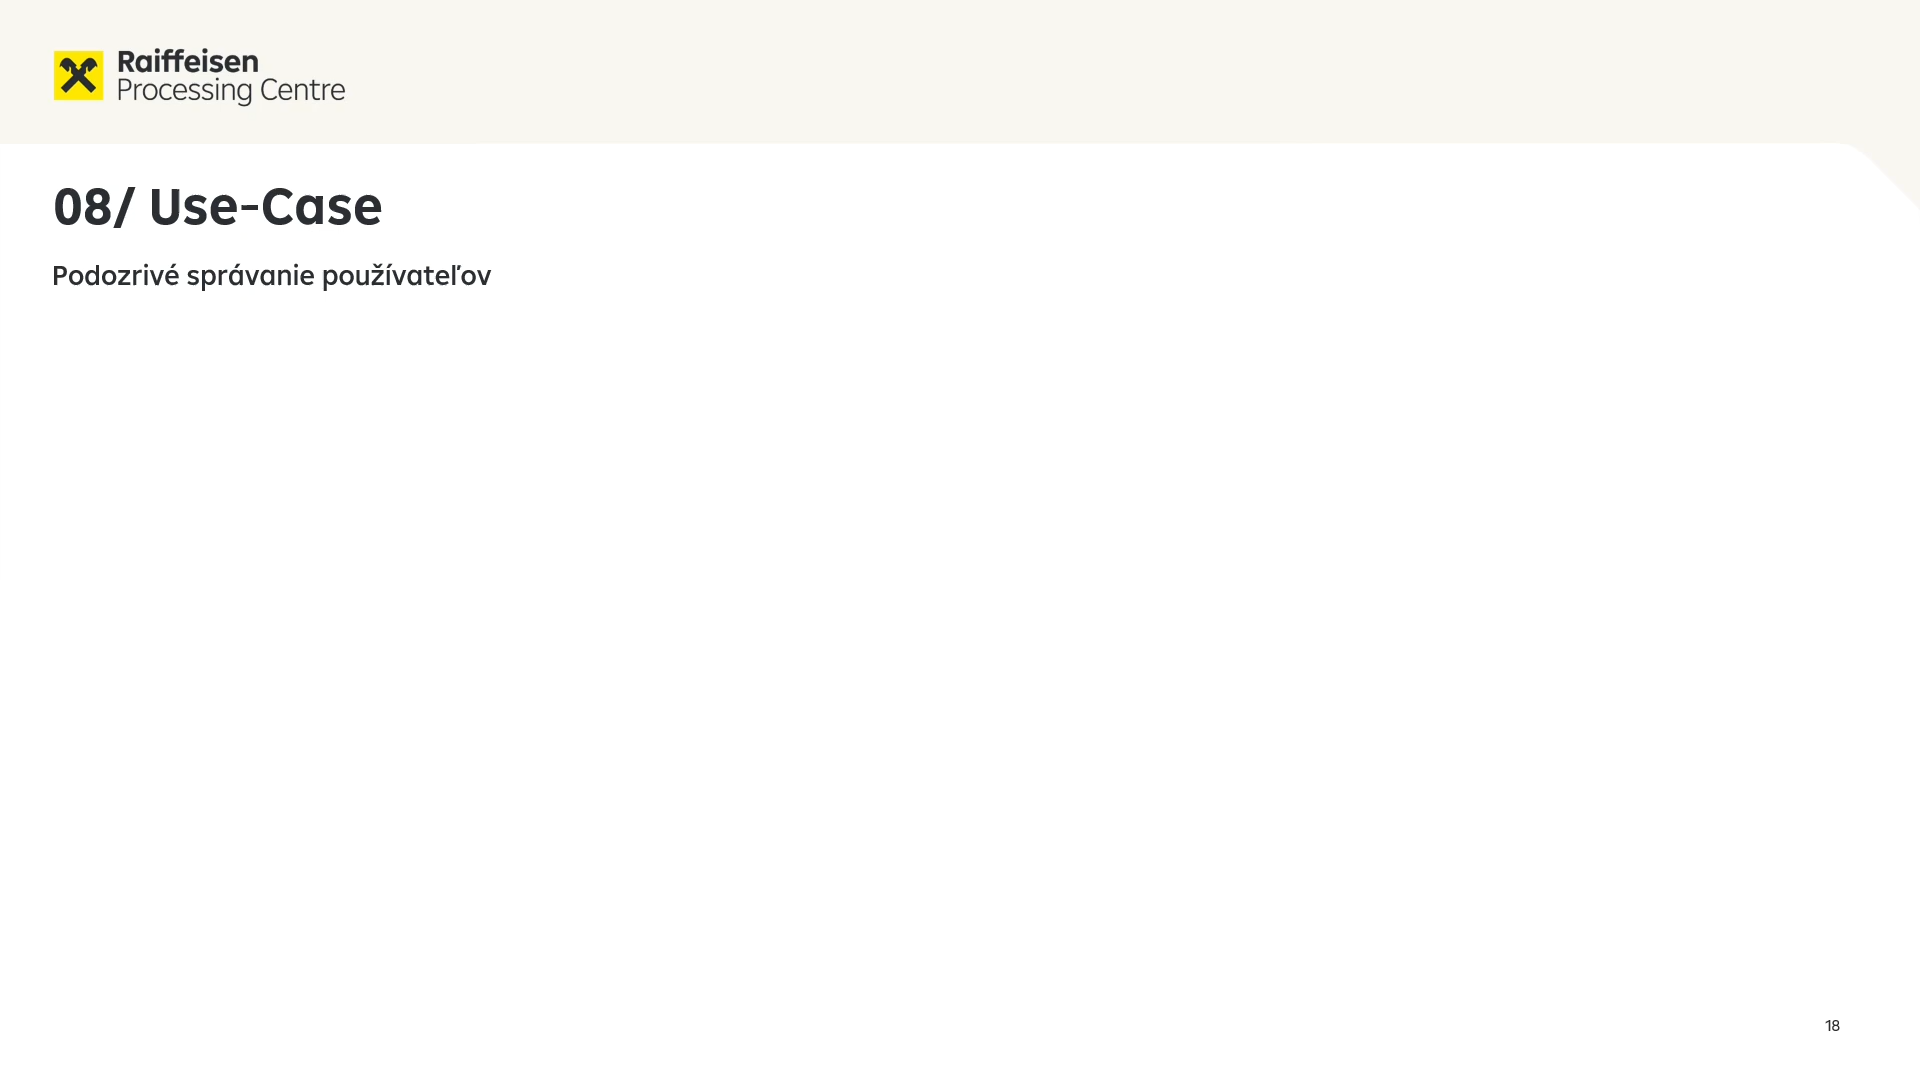 Raiffeisen
Processing Centre
08/ Use-Case
Podozrivé správanie používateľov
18